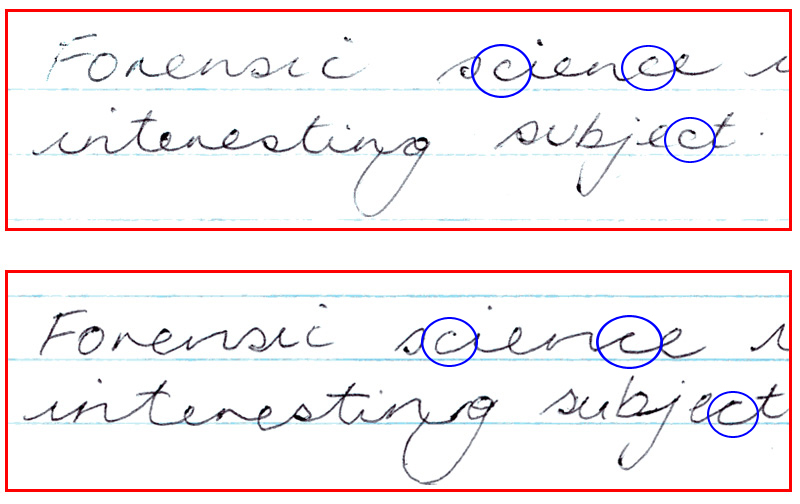 Forensic science i
interesting subject.
Forensic science i
interesting subject